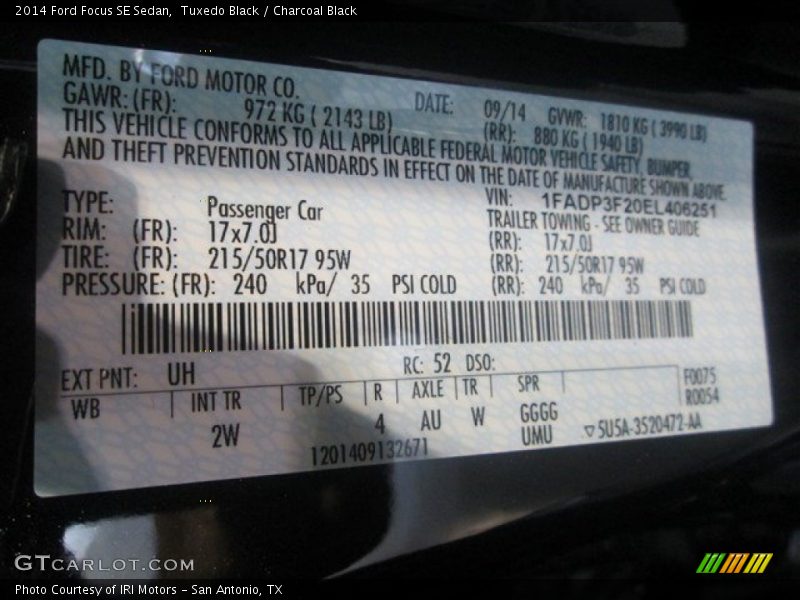 2014 Ford Focus SE Sedan, Tuxedo Black / Charcoal Black
MFD. BY FORD MOTOR CO.
DATE: 09/14 GVWR: 1810 KG ( 3990 LB)
GAWR: (FR): 972 KG ( 2143 LB) (RR): 880 KG ( 1940 LB)
THIS VEHICLE CONFORMS TO ALL APPLICABLE FEDERAL MOTOR VEHICLE SAFETY, BUMPER,
AND THEFT PREVENTION STANDARDS IN EFFECT ON THE DATE OF MANUFACTURE SHOWN ABOVE.
VIN: 1FADP3F20EL406251
TYPE: Passenger Car TRAILER TOWING - SEE OWNER GUIDE
RIM: (FR): 17x7.0J (RR): 17x7.0J
TIRE: (FR): 215/50R17 95W (RR): 215/50R17 95W
PRESSURE: (FR): 240 kPa/ 35 PSI COLD (RR): 240 kPa/ 35 PSI COLD
EXT PNT: UH RC: 52 DSO:
WB INT TR TP/PS R AXLE TR SPR F0075
R0054
2W 4 AU W GGGG
UMU ▽5U5A-3520472-AA
1201409132671
GTCARLOT.COM
Photo Courtesy of IRI Motors - San Antonio, TX